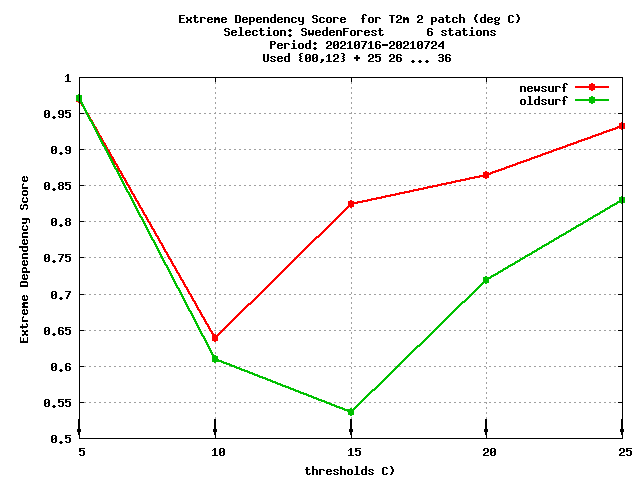 Extreme Dependency Score  for T2m 2 patch (deg C)
Selection: SwedenForest      6 stations
Period: 20210716-20210724
Used {00,12} + 25 26 ... 36
newsurf
oldsurf
Extreme Dependency Score
1
0.95
0.9
0.85
0.8
0.75
0.7
0.65
0.6
0.55
0.5
5 10 15 20 25
thresholds C)